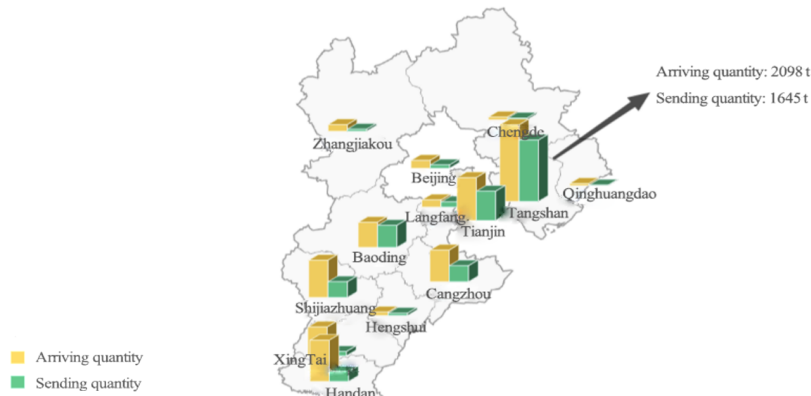 Arriving quantity: 2098 t
Sending quantity: 1645 t
Chengde
Zhangjiakou
Beijing
Qinghuangdao
Langfang
Tangshan
Tianjin
Baoding
Cangzhou
Shijiazhuang
Hengshui
XingTai
Arriving quantity
Sending quantity
Handan